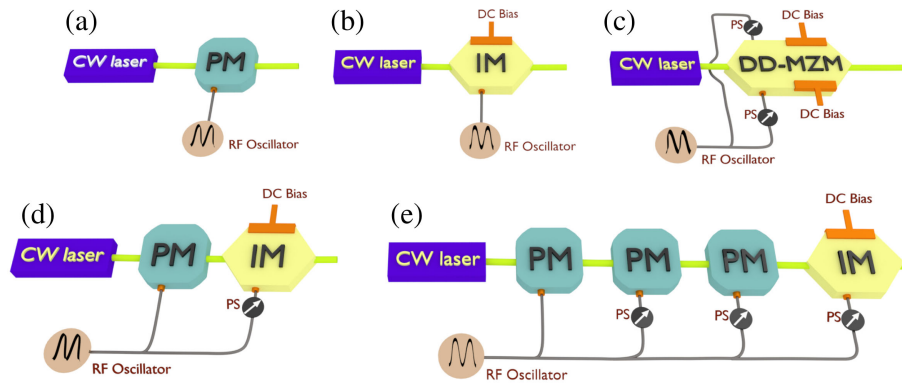 (a)
CW laser
PM
RF Oscillator
(b)
DC Bias
CW laser
IM
RF Oscillator
(c)
PS
DC Bias
CW laser
DD-MZM
PS
DC Bias
RF Oscillator
(d)
DC Bias
CW laser
PM
IM
PS
RF Oscillator
(e)
DC Bias
CW laser
PM
PM
PM
IM
PS
PS
PS
RF Oscillator